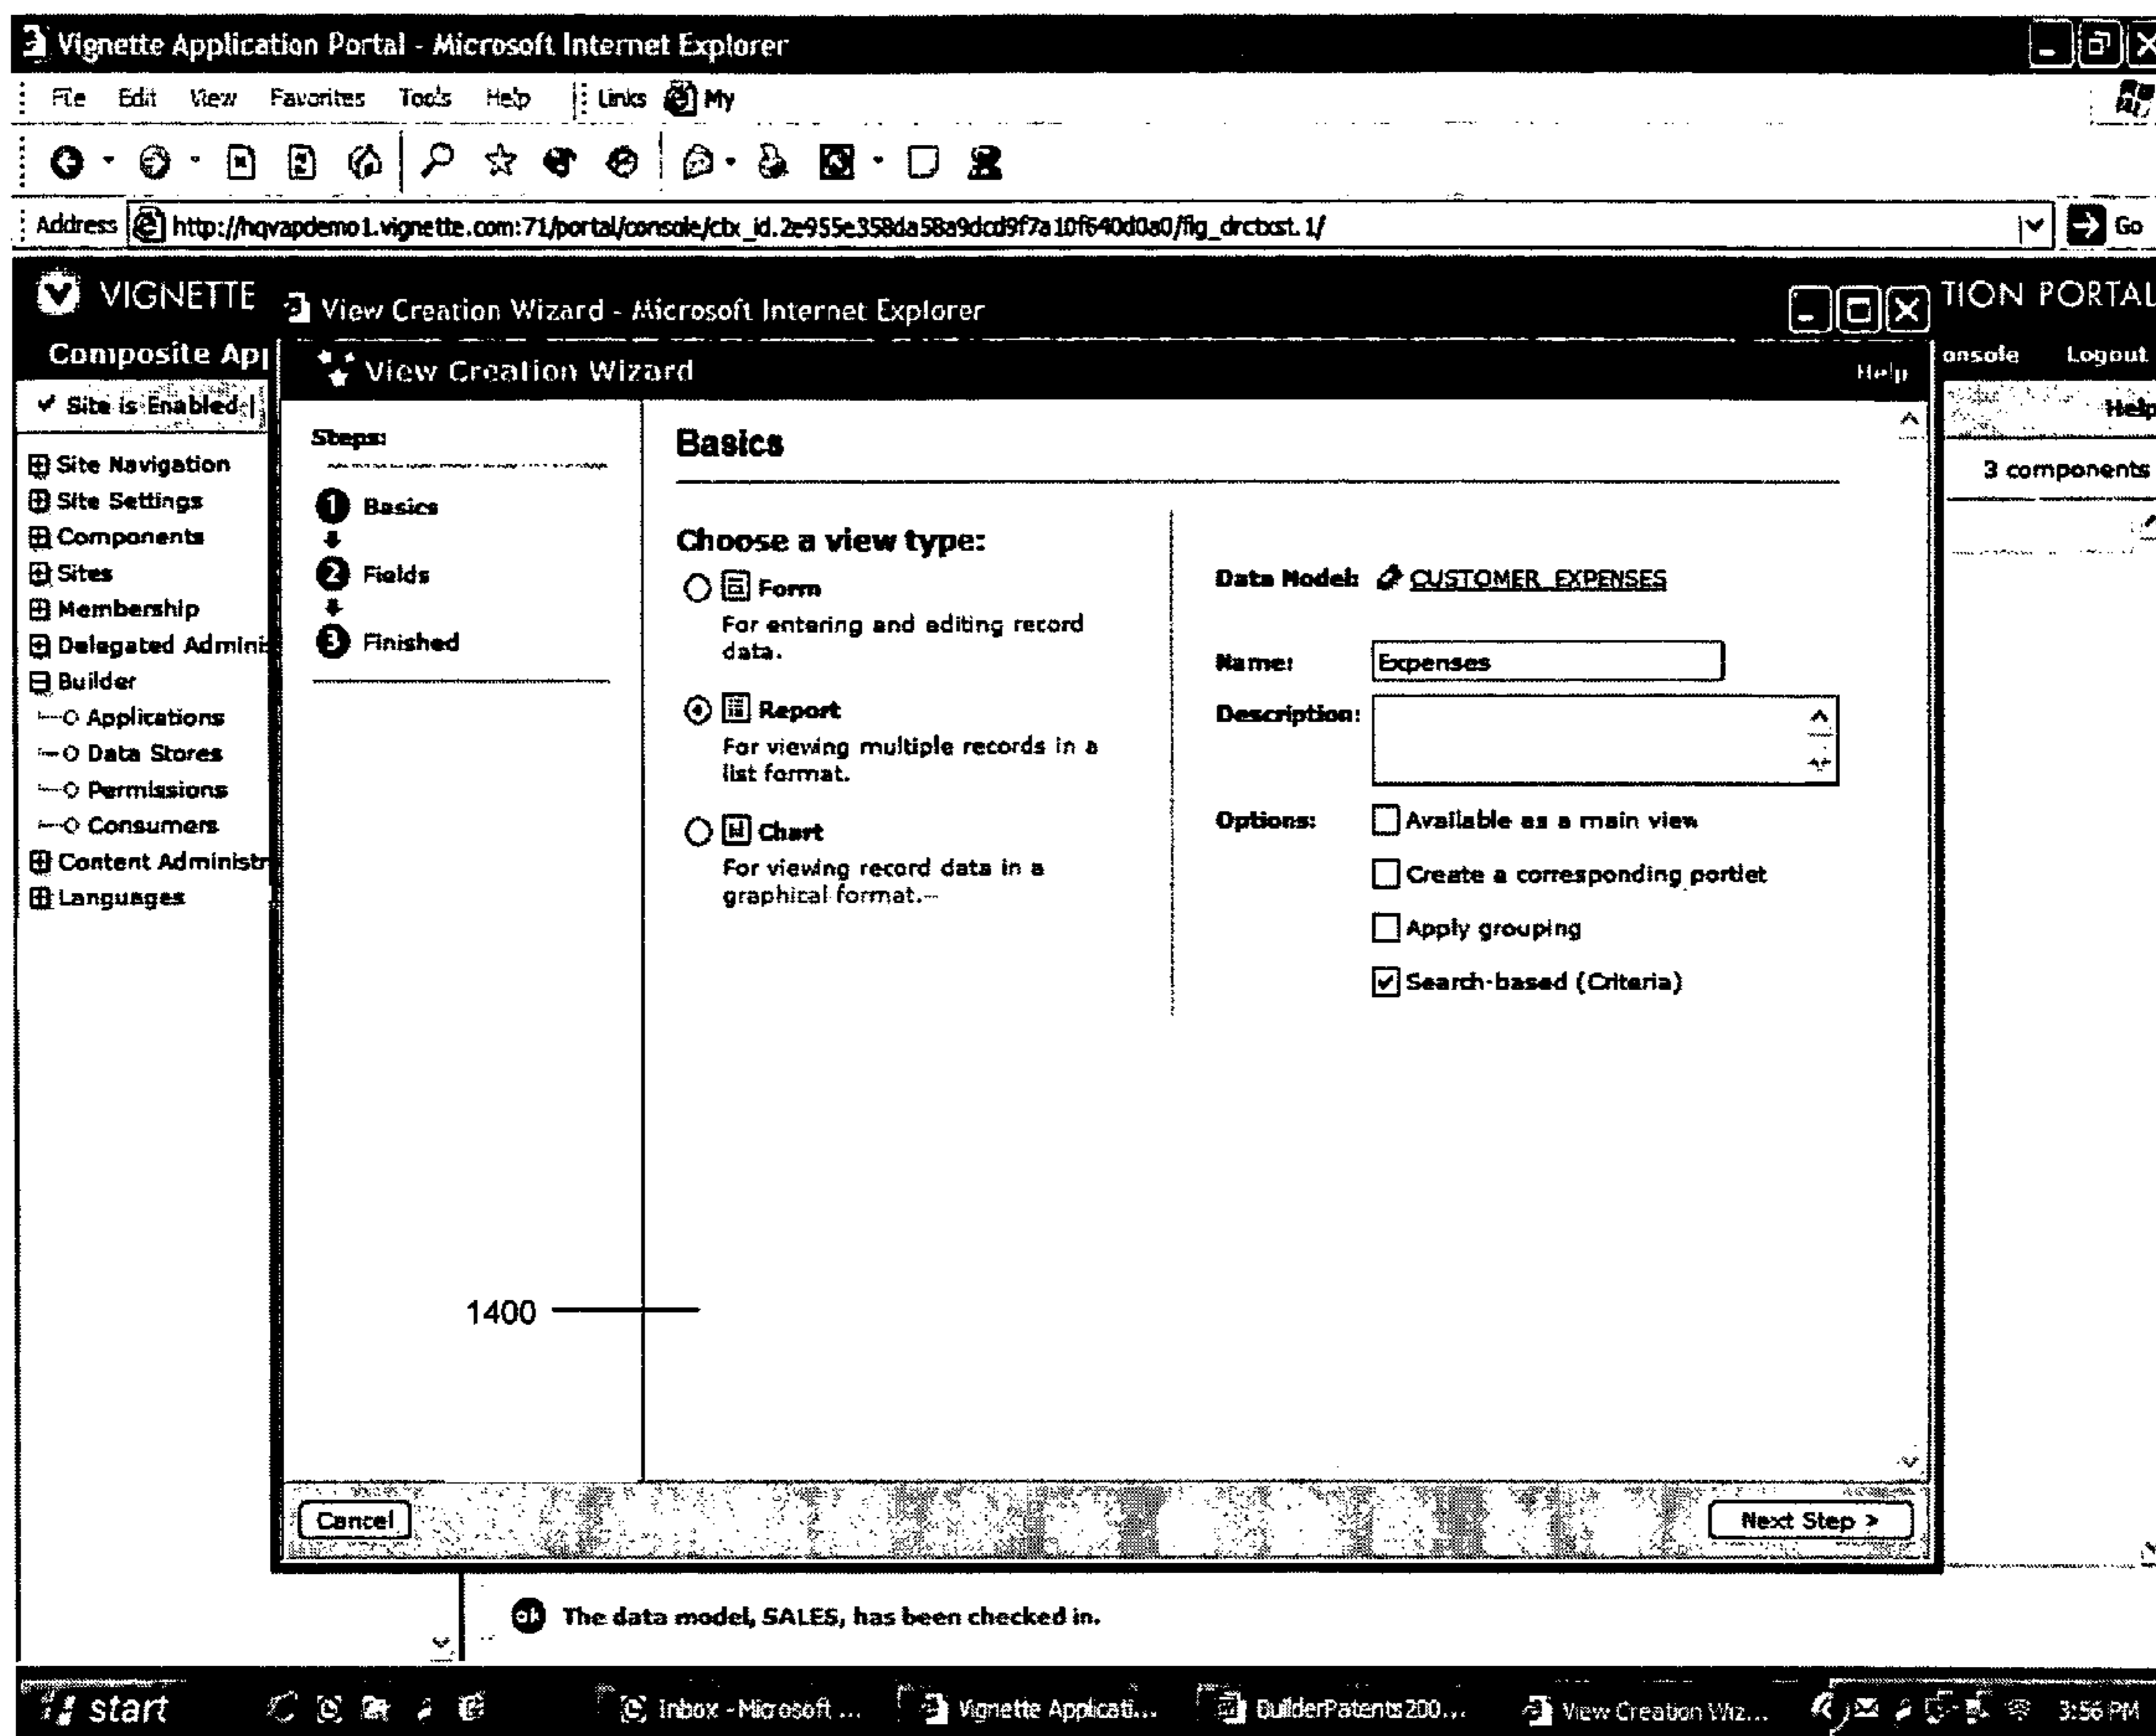 Vignette Application Portal - Microsoft Internet Explorer
File Edit View Favorites Tools Help Links My
Address http://hqvapdemo1.vignette.com:71/portal/console/ctx_id.2e955e358da58a9dcd9f7a10f640d0a0/flg_drctxst.1/ Go
VIGNETTE
View Creation Wizard - Microsoft Internet Explorer
TION PORTAL
Composite App
View Creation Wizard
Help
onsole Logout
Site is Enabled |
Help
3 components
Site Navigation
Site Settings
Components
Sites
Membership
Delegated Adminis
Builder
Applications
Data Stores
Permissions
Consumers
Content Administr
Languages
Steps:
1 Basics
2 Fields
3 Finished
Basics
Choose a view type:
Form
For entering and editing record
data.
Report
For viewing multiple records in a
list format.
Chart
For viewing record data in a
graphical format.
Data Model: CUSTOMER_EXPENSES
Name: Expenses
Description:
Options: Available as a main view
Create a corresponding portlet
Apply grouping
Search-based (Criteria)
1400
Cancel
Next Step >
ok The data model, SALES, has been checked in.
start Inbox - Microsoft ... Vignette Applicati... BuilderPatents200... View Creation Wiz... 3:56 PM